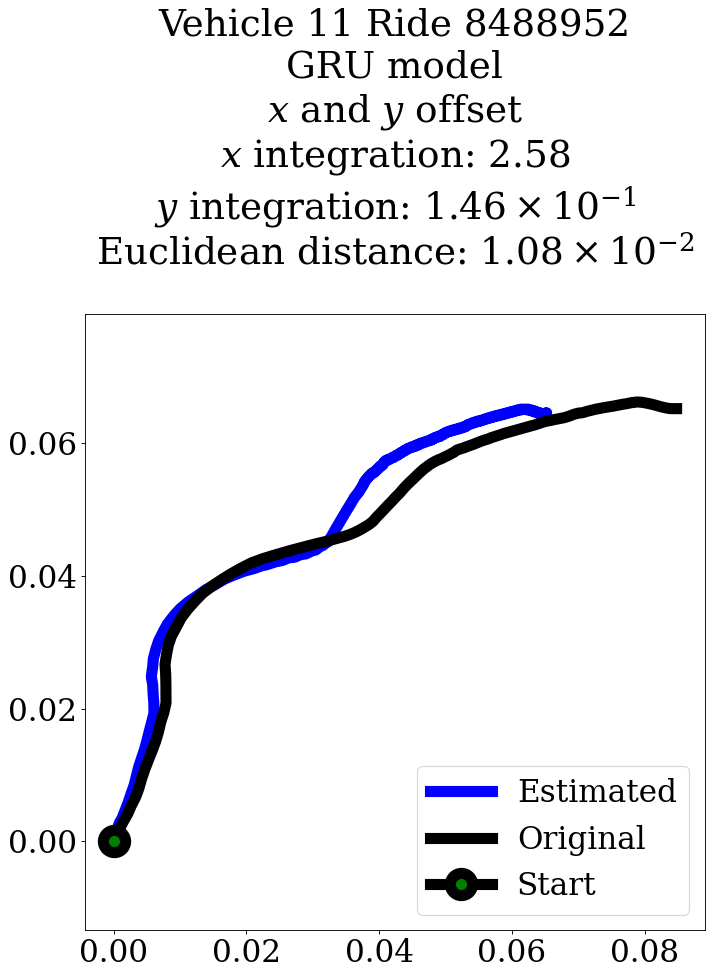 Vehicle 11 Ride 8488952
GRU model
x and y offset
x integration: 2.58
y integration: 1.46 × 10⁻¹
Euclidean distance: 1.08 × 10⁻²
0.06
0.04
0.02
0.00
Estimated
Original
Start
0.00 0.02 0.04 0.06 0.08